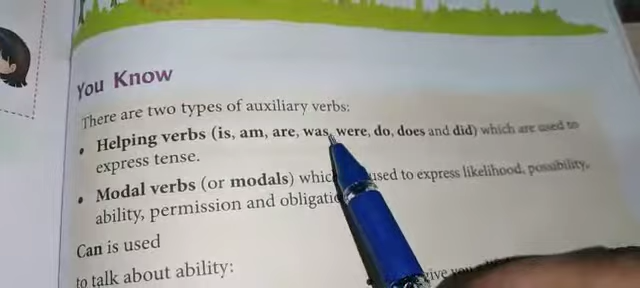 You Know
There are two types of auxiliary verbs:
• Helping verbs (is, am, are, was, were, do, does and did) which are used to
express tense.
• Modal verbs (or modals) which used to express likelihood, possibility,
ability, permission and
Can is used
to talk about ability:
give